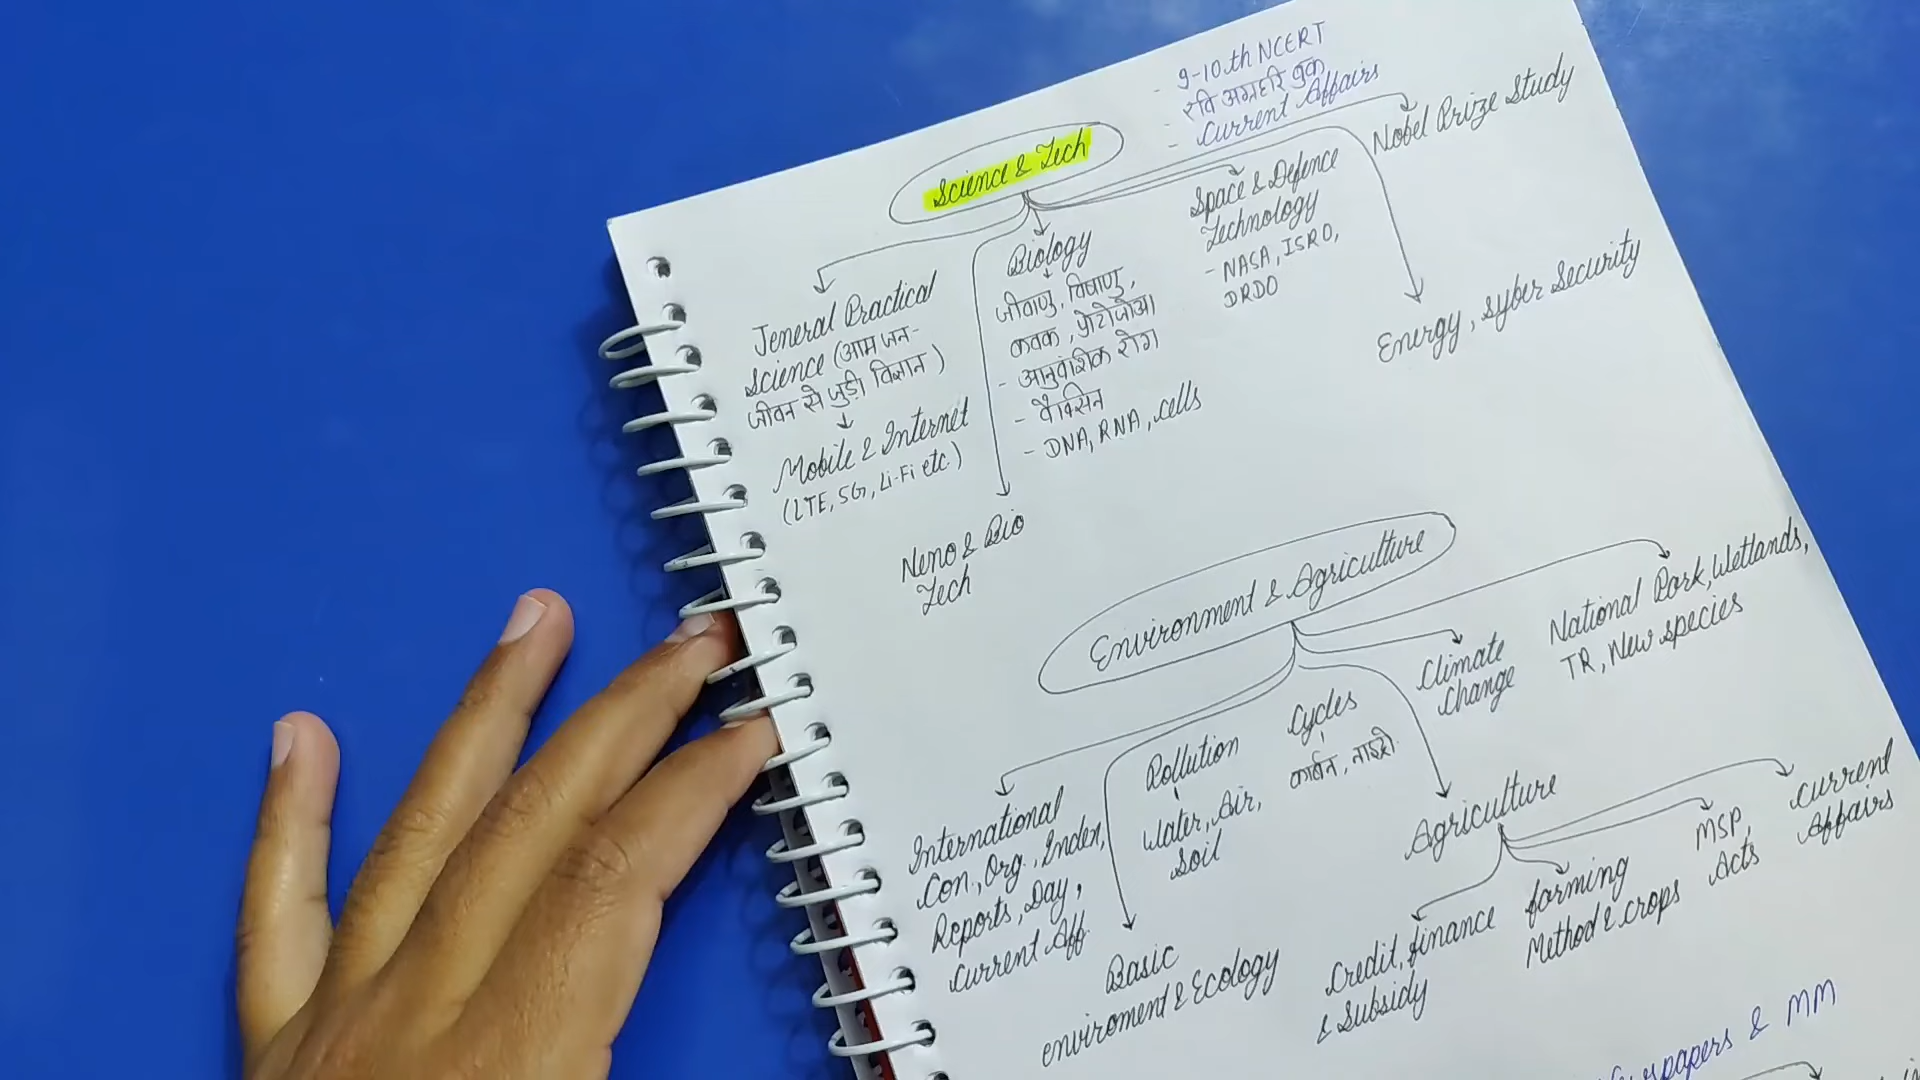 - 9-10th NCERT
- रवि अग्रहरि बुक
- Current Affairs
Science & Tech
Nobel Prize Study
Space & Defence
Technology
- NASA, ISRO,
DRDO
Energy, syber Security
Biology
जीवाणु, विषाणु,
कवक, प्रोटोजोआ
- आनुवांशिक रोग
- वैक्सिन
- DNA, RNA, cells
Jeneral Practical
Science (आम जन-
जीवन से जुड़ी विज्ञान)
Mobile & Internet
(LTE, 5G, Li-Fi etc.)
Neno & Bio
Tech
Environment & Agriculture
National Park, Wetlands,
TR, New species
Climate
Change
Cycles
कार्बन, नाइट्रो.
Pollution
Water, Air,
Soil
International
Con., Org., Index,
Reports, Day,
Current Aff.
Basic
enviroment & Ecology
Agriculture
Credit, finance
& Subsidy
farming
Method & crops
MSP,
Acts
Current
Affairs
spapers & MM